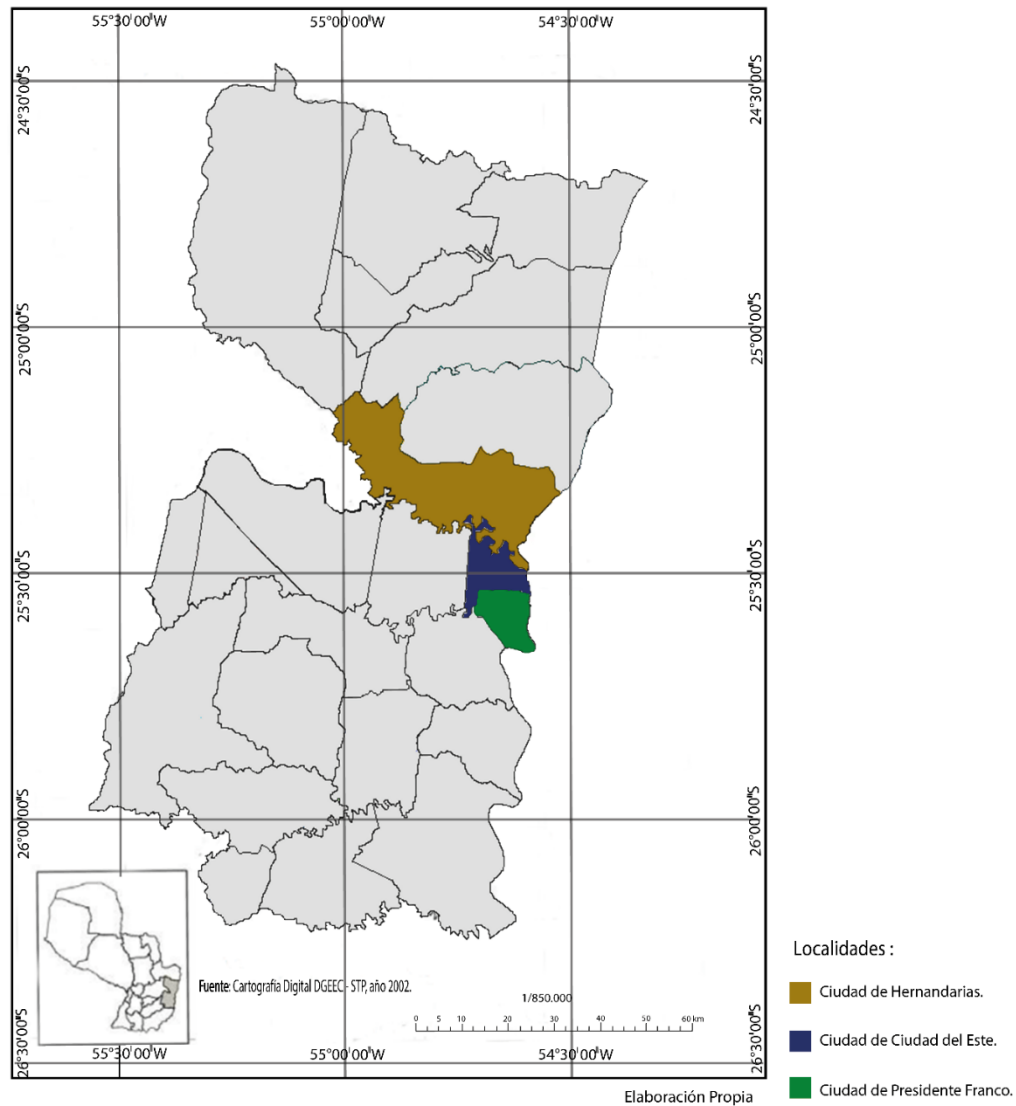 55°30'00"W 55°00'00"W 54°30'00"W
24°30'00"S 24°30'00"S
25°00'00"S 25°00'00"S
25°30'00"S 25°30'00"S
26°00'00"S 26°00'00"S
26°30'00"S 26°30'00"S
Fuente: Cartografia Digital DGEEC - STP, año 2002.
1/850.000
0 5 10 20 30 40 50 60 km
55°30'00"W 55°00'00"W 54°30'00"W
Elaboración Propia
Localidades :
Ciudad de Hernandarias.
Ciudad de Ciudad del Este.
Ciudad de Presidente Franco.